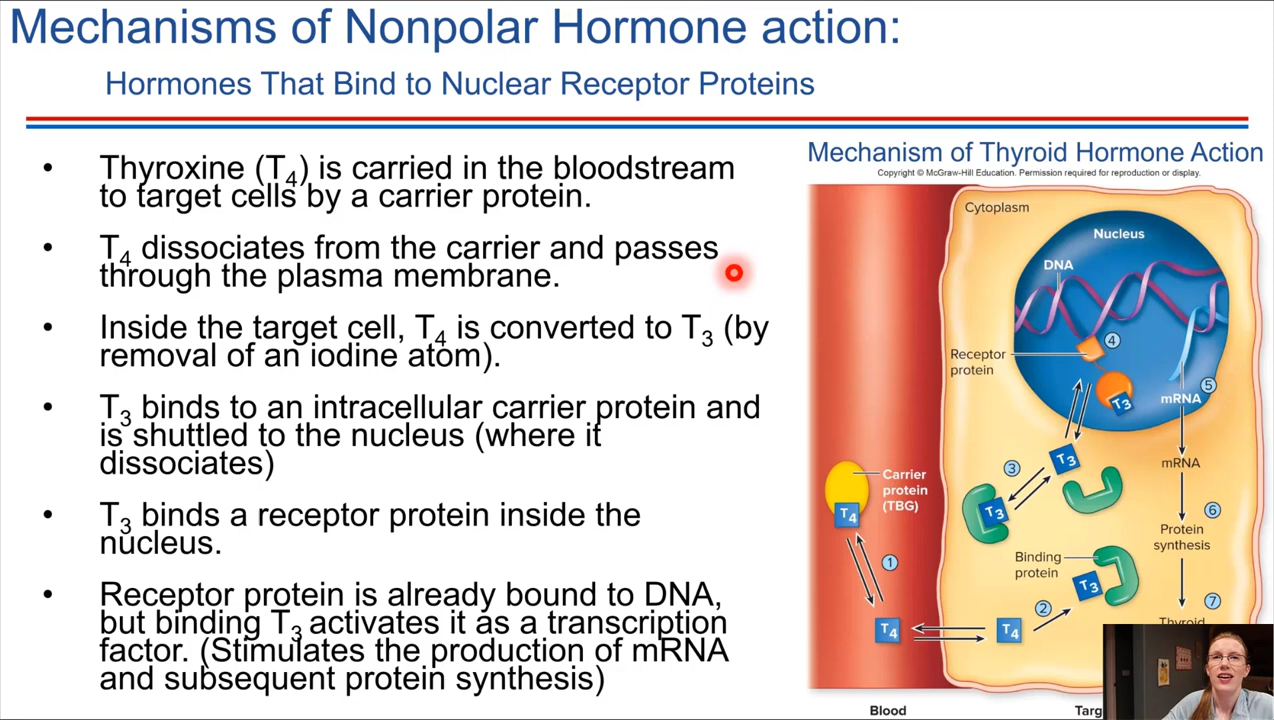 Mechanisms of Nonpolar Hormone action:
Hormones That Bind to Nuclear Receptor Proteins
• Thyroxine (T4) is carried in the bloodstream
to target cells by a carrier protein.
• T4 dissociates from the carrier and passes
through the plasma membrane.
• Inside the target cell, T4 is converted to T3 (by
removal of an iodine atom).
• T3 binds to an intracellular carrier protein and
is shuttled to the nucleus (where it
dissociates)
• T3 binds a receptor protein inside the
nucleus.
• Receptor protein is already bound to DNA,
but binding T3 activates it as a transcription
factor. (Stimulates the production of mRNA
and subsequent protein synthesis)
Mechanism of Thyroid Hormone Action
Copyright © McGraw-Hill Education. Permission required for reproduction or display.
Cytoplasm
Nucleus
DNA
4
Receptor
protein
5
T3
mRNA
T3
mRNA
3
Carrier
protein
(TBG)
T4
T3
6
Protein
synthesis
Binding
protein
1
T3
2
7
T4
T4
Thyroid
Blood